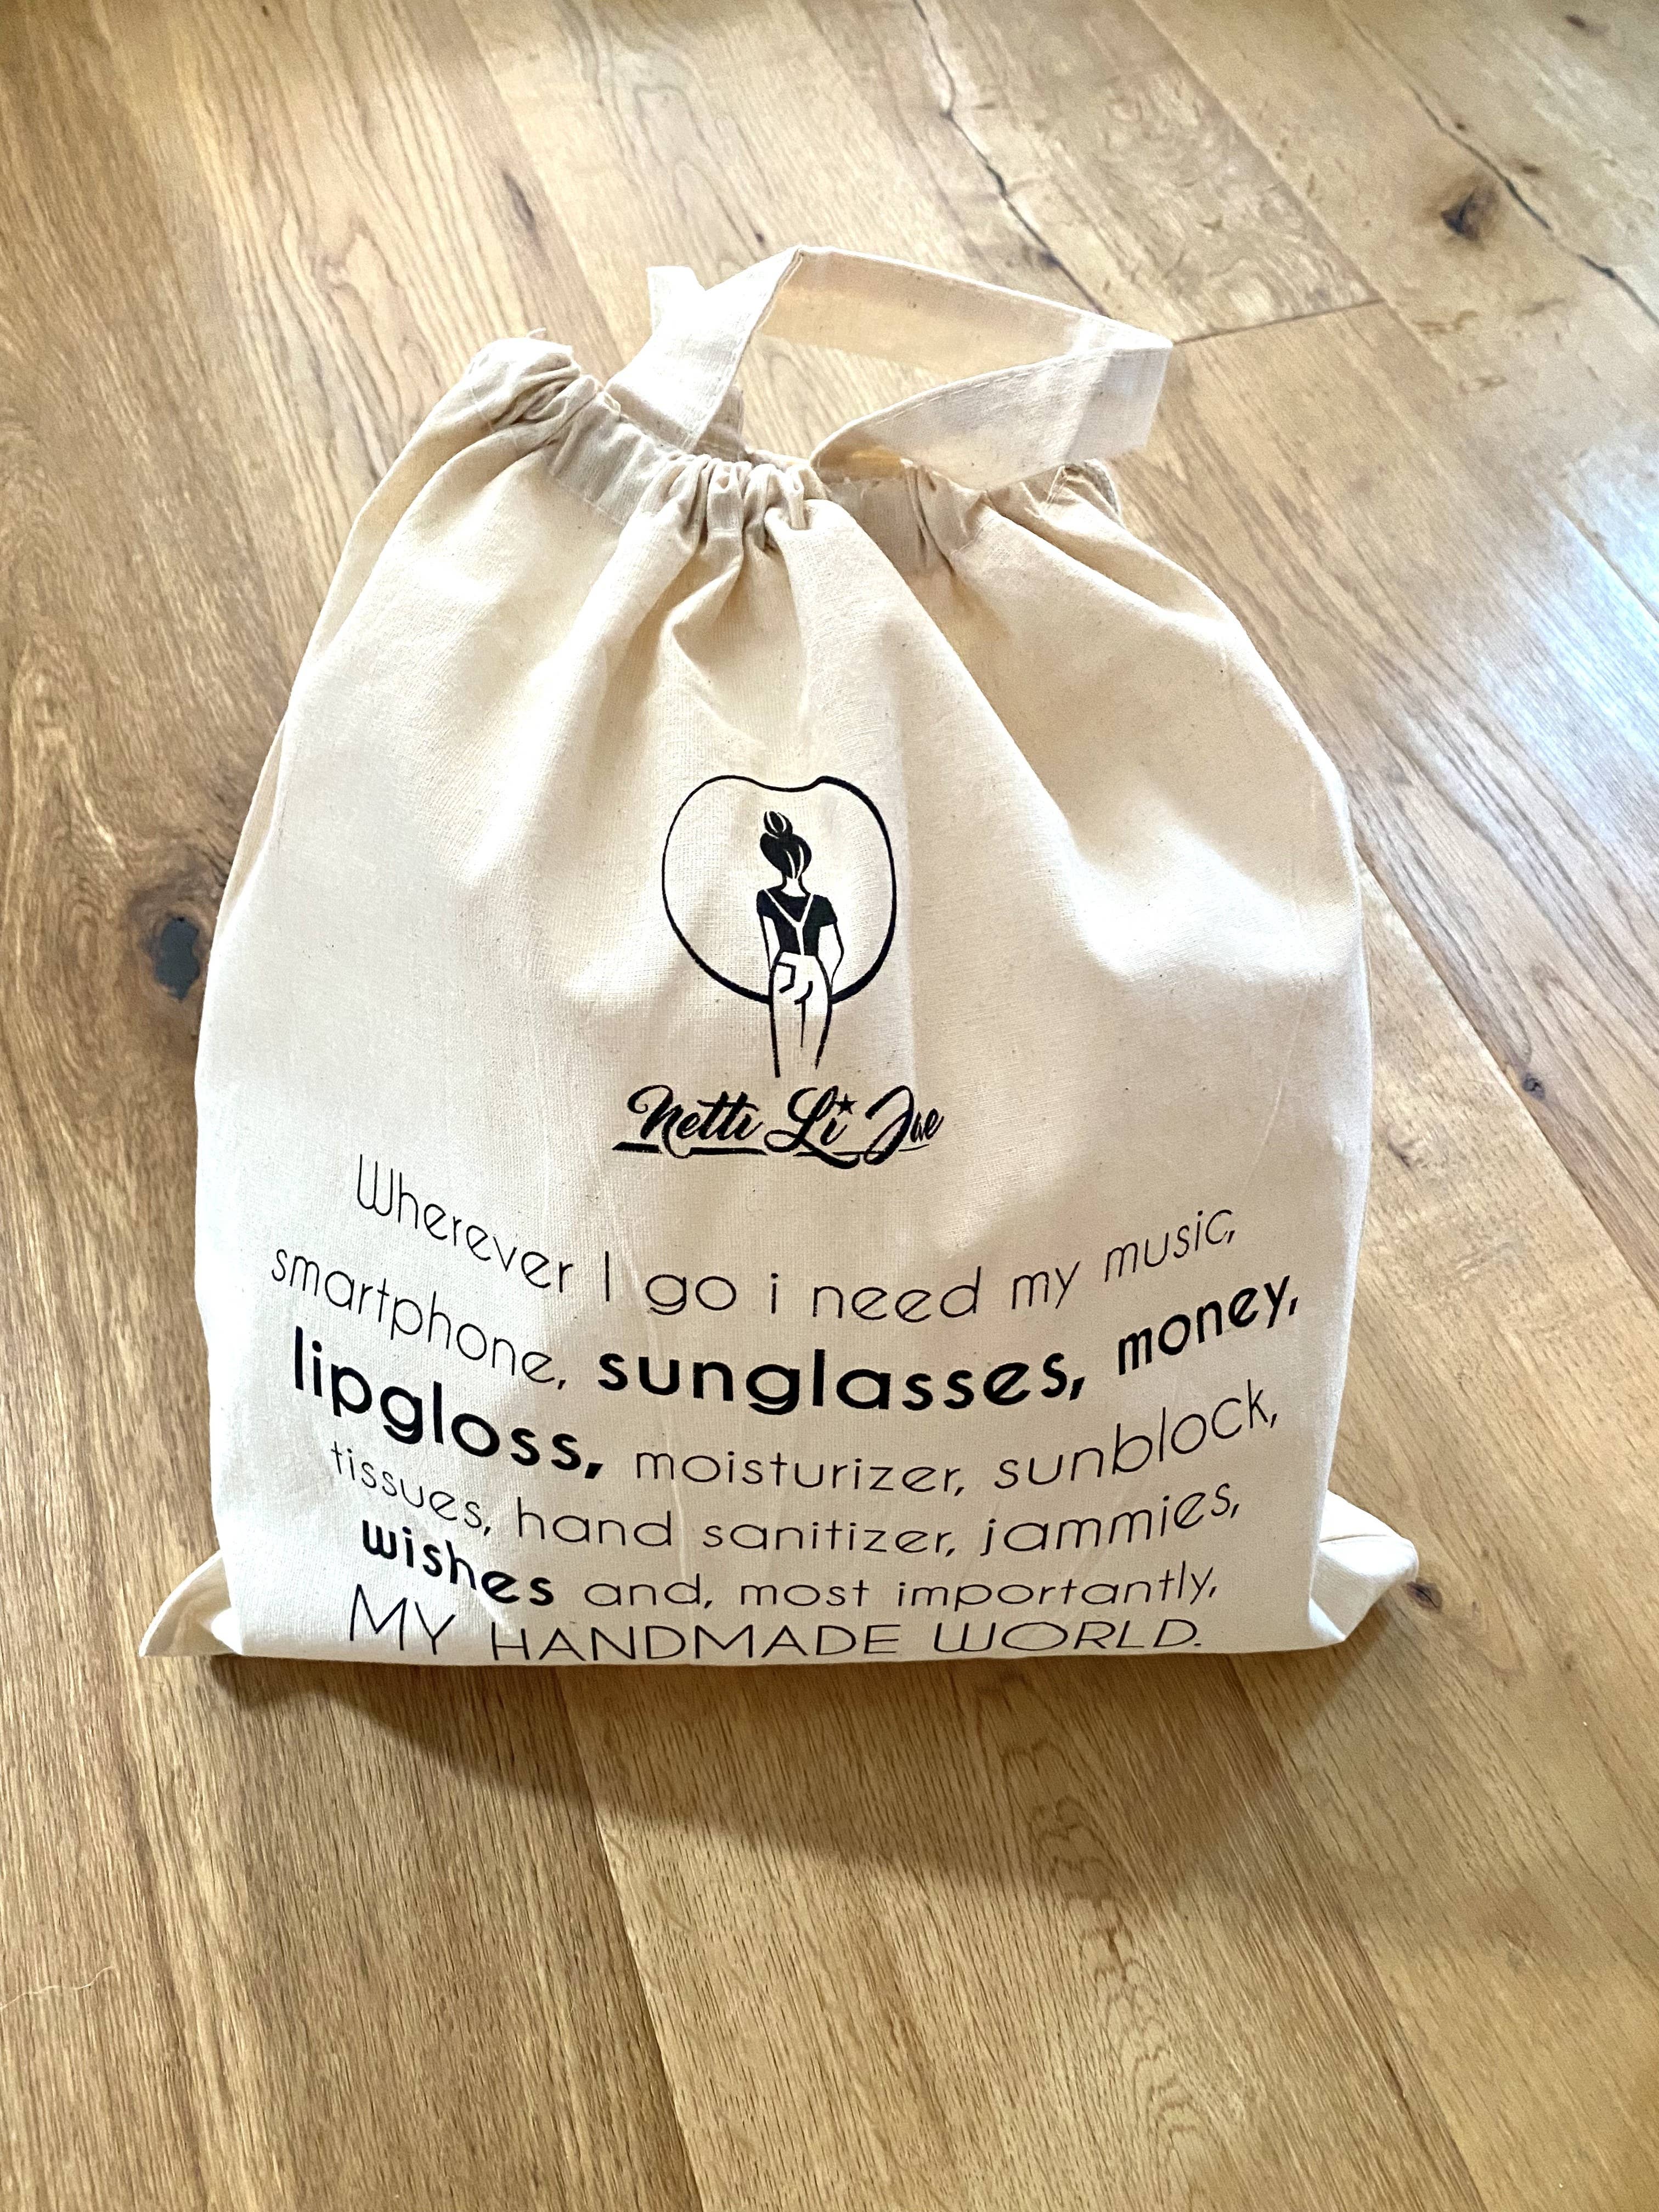 Netti Li Jae
Wherever I go i need my music,
smartphone, sunglasses, money,
lipgloss, moisturizer, sunblock,
tissues, hand sanitizer, jammies,
wishes and, most importantly,
MY HANDMADE WORLD.